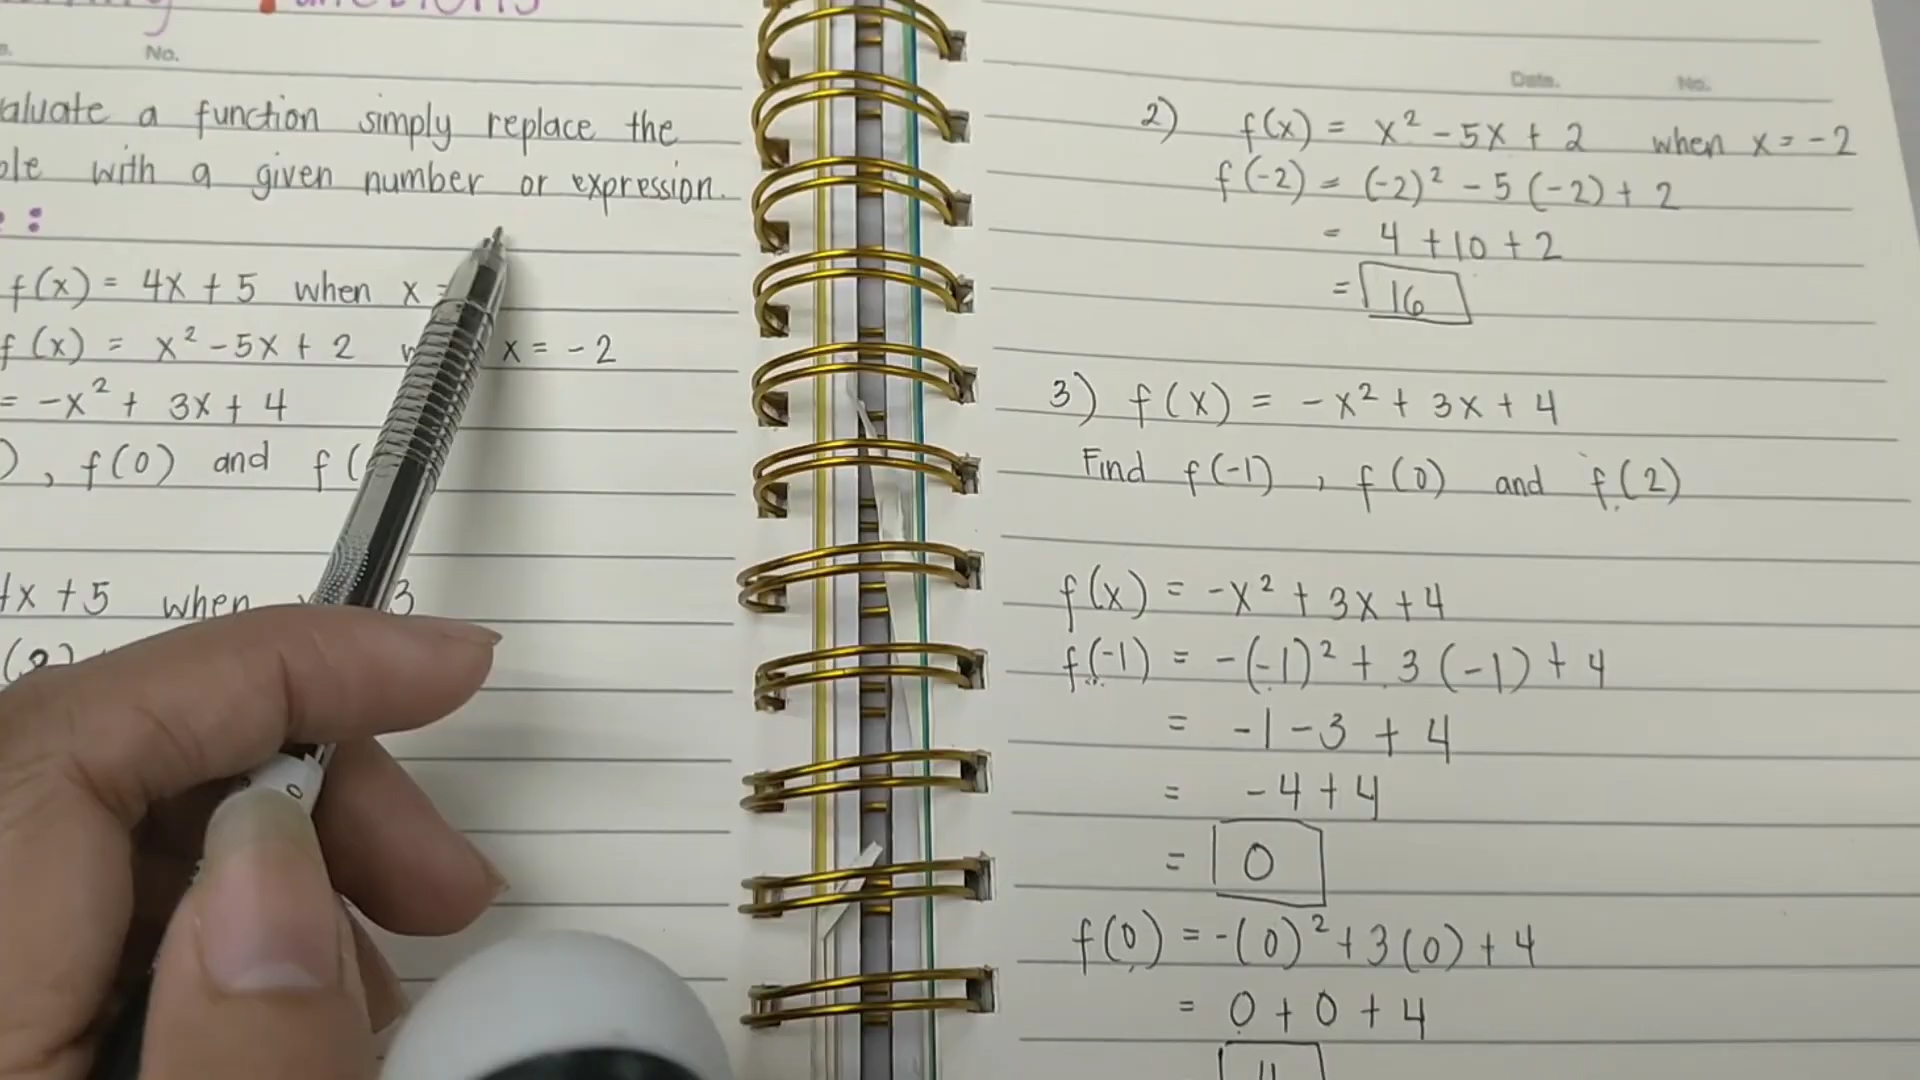 Functions
No.
aluate a function simply replace the
ble with a given number or expression.
:
f(x) = 4x + 5 when x =
f(x) = x² - 5x + 2 x = -2
= -x² + 3x + 4
), f(0) and f(
4x + 5 when 3
Date. No.
2) f(x) = x² - 5x + 2 when x = -2
f(-2) = (-2)² - 5(-2) + 2
= 4 + 10 + 2
= 16
3) f(x) = -x² + 3x + 4
Find f(-1), f(0) and f(2)
f(x) = -x² + 3x + 4
f(-1) = -(-1)² + 3(-1) + 4
= -1 - 3 + 4
= -4 + 4
= 0
f(0) = -(0)² + 3(0) + 4
= 0 + 0 + 4